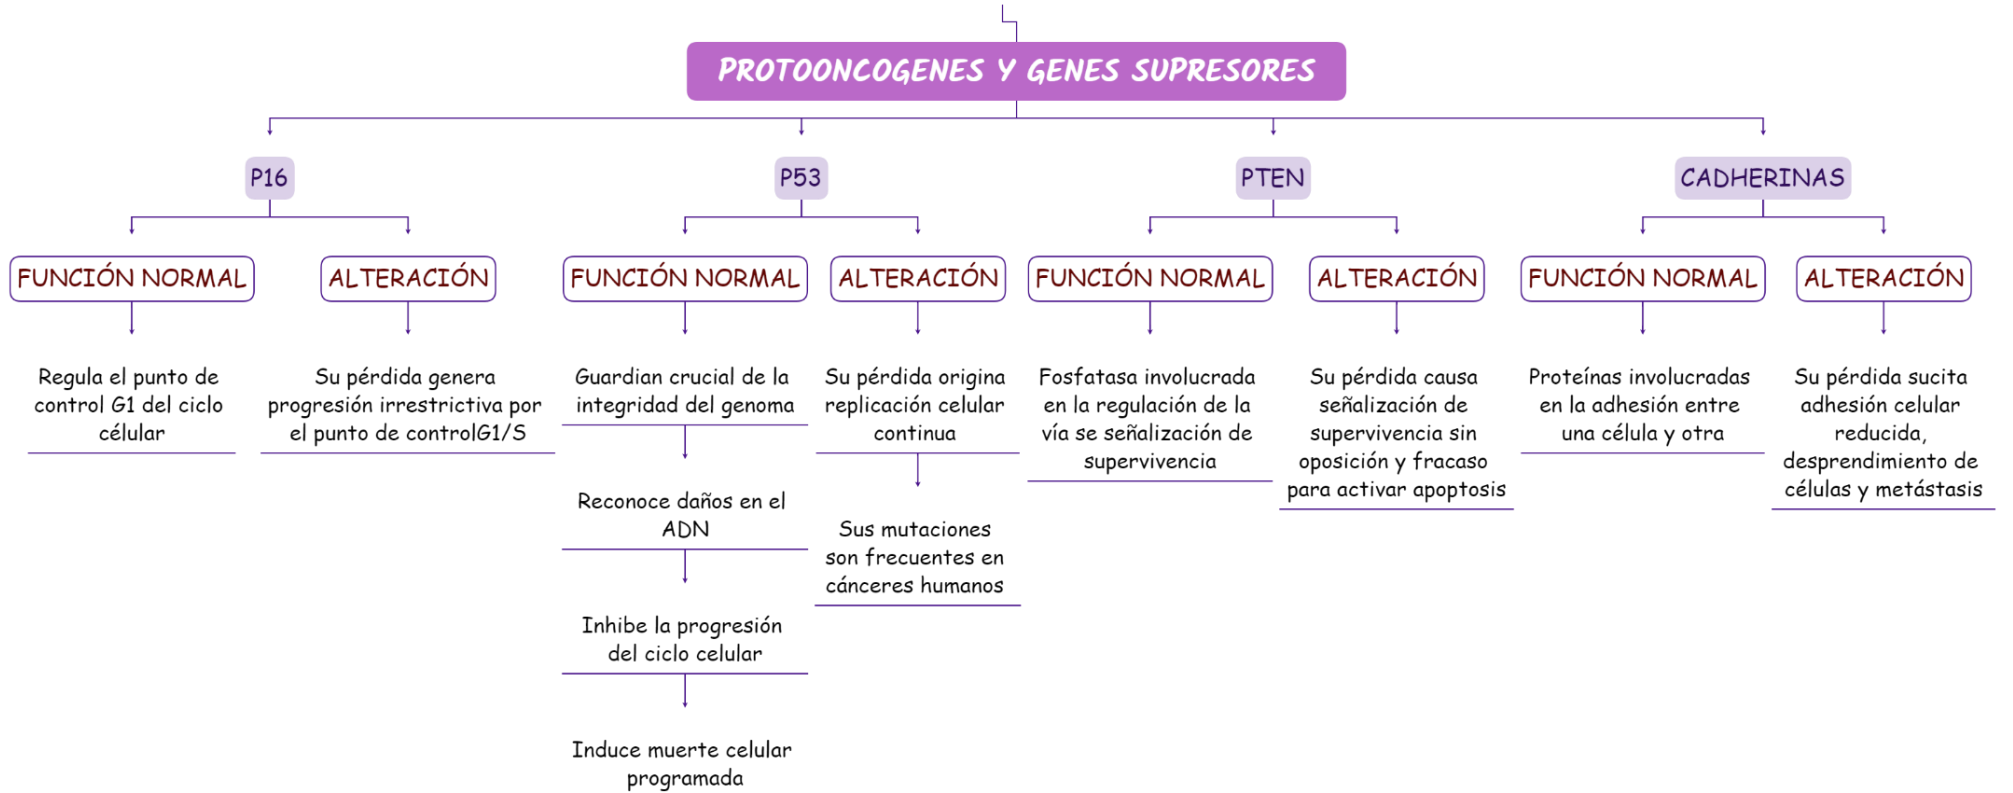 PROTOONCOGENES Y GENES SUPRESORES
P16
FUNCIÓN NORMAL
Regula el punto de
control G1 del ciclo
célular
ALTERACIÓN
Su pérdida genera
progresión irrestrictiva por
el punto de controlG1/S
P53
FUNCIÓN NORMAL
Guardian crucial de la
integridad del genoma
Reconoce daños en el
ADN
Inhibe la progresión
del ciclo celular
Induce muerte celular
programada
ALTERACIÓN
Su pérdida origina
replicación celular
continua
Sus mutaciones
son frecuentes en
cánceres humanos
PTEN
FUNCIÓN NORMAL
Fosfatasa involucrada
en la regulación de la
vía se señalización de
supervivencia
ALTERACIÓN
Su pérdida causa
señalización de
supervivencia sin
oposición y fracaso
para activar apoptosis
CADHERINAS
FUNCIÓN NORMAL
Proteínas involucradas
en la adhesión entre
una célula y otra
ALTERACIÓN
Su pérdida sucita
adhesión celular
reducida,
desprendimiento de
células y metástasis